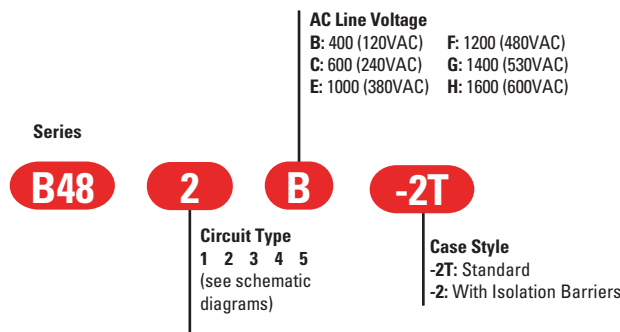 AC Line Voltage
B: 400 (120VAC) F: 1200 (480VAC)
C: 600 (240VAC) G: 1400 (530VAC)
E: 1000 (380VAC) H: 1600 (600VAC)
Series
B48 2 B -2T
Circuit Type
1 2 3 4 5
(see schematic
diagrams)
Case Style
-2T: Standard
-2: With Isolation Barriers